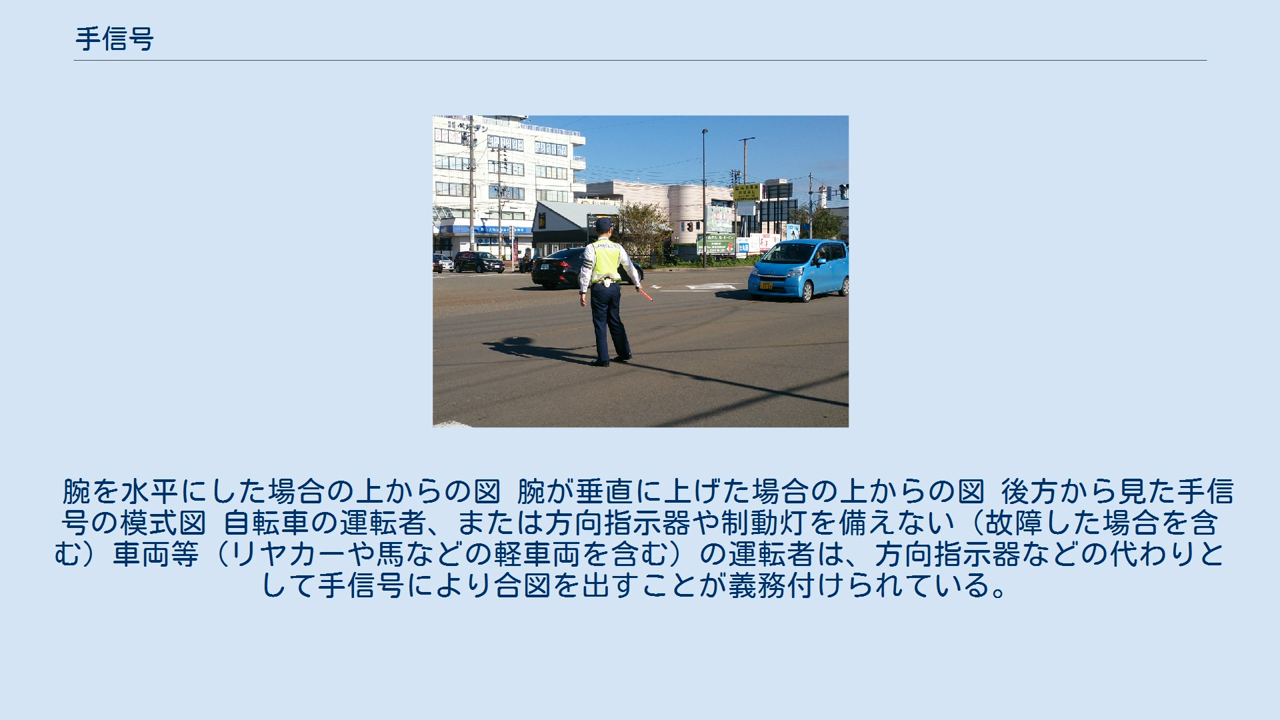 手信号
腕を水平にした場合の上からの図 腕が垂直に上げた場合の上からの図 後方から見た手信
号の模式図 自転車の運転者、または方向指示器や制動灯を備えない（故障した場合を含
む）車両等（リヤカーや馬などの軽車両を含む）の運転者は、方向指示器などの代わりと
して手信号により合図を出すことが義務付けられている。